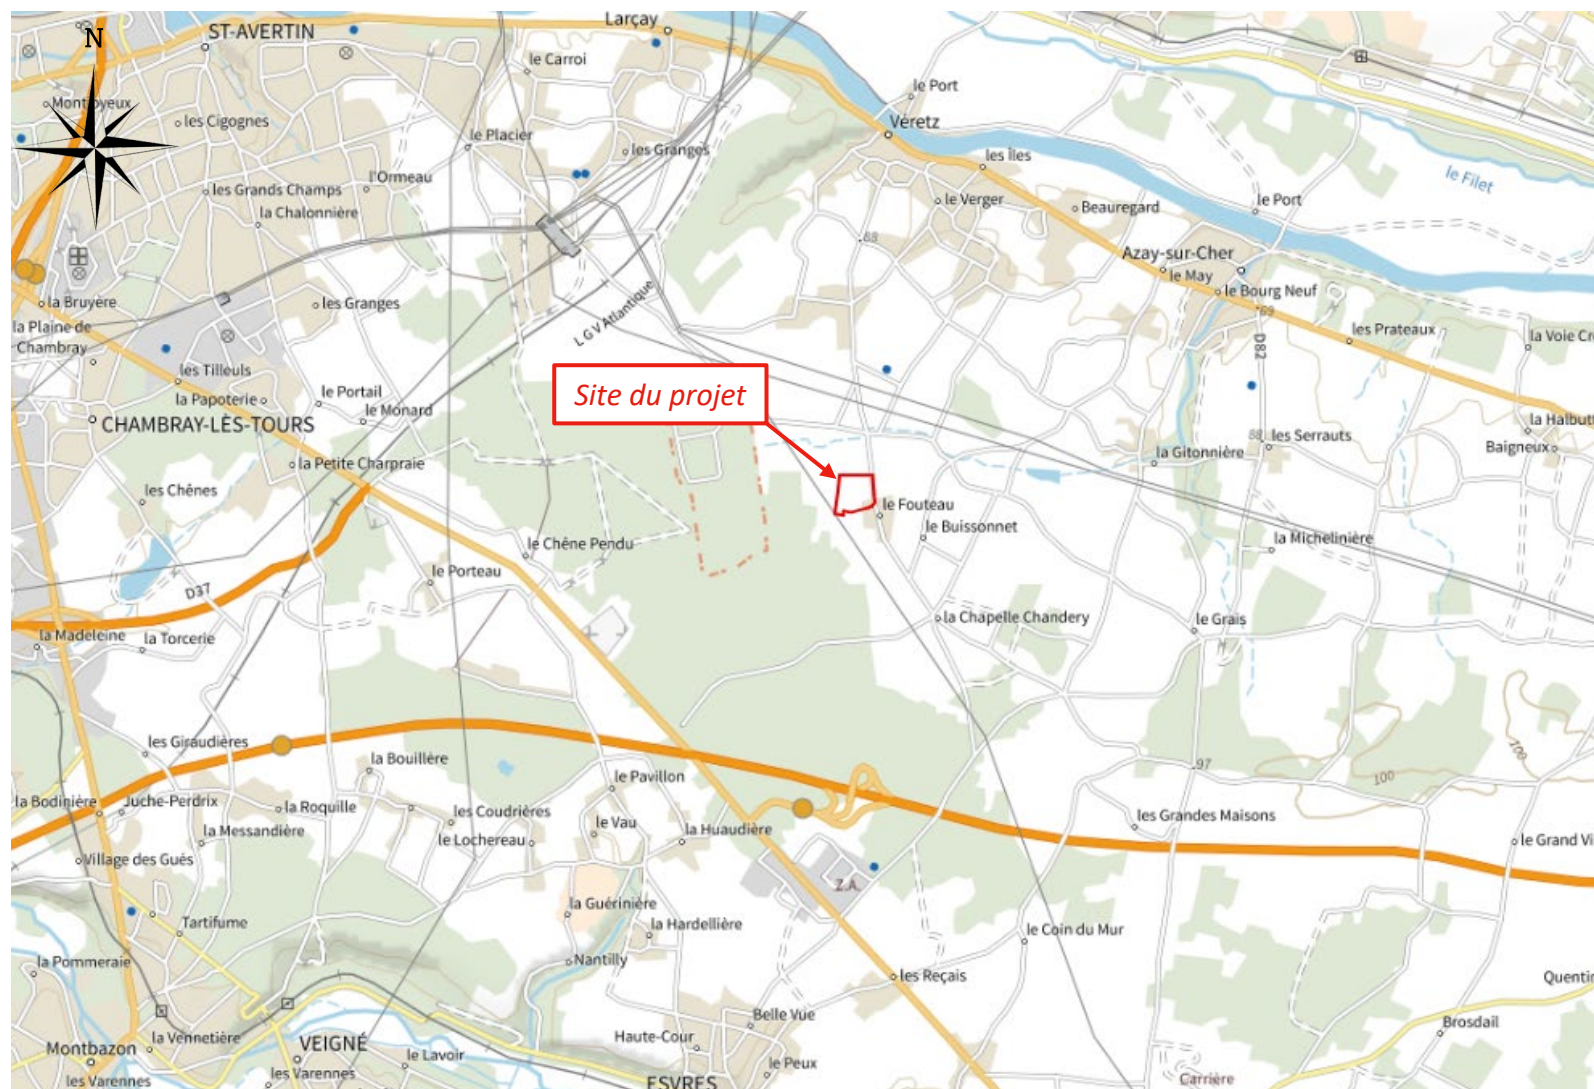 Larçay
ST-AVERTIN
N
le Carroi
le Port
Montjoyeux
les Cigognes
Véretz
le Placier
les Granges
les Îles
le Filet
l'Ormeau
les Grands Champs
le Verger
le Port
Beauregard
la Chalonnière
88
Azay-sur-Cher
le May
le Bourg Neuf
la Bruyère
les Granges
L G V Atlantique
69
la Plaine de
Chambray
les Prateaux
la Voie Cr
D82
les Tilleuls
le Portail
Site du projet
la Papoterie
le Monard
CHAMBRAY-LÈS-TOURS
la Halbut
88
les Serrauts
Baigneux
la Petite Charpraie
la Gitonnière
les Chênes
le Fouteau
le Buissonnet
le Chêne Pendu
la Michelinière
le Porteau
D37
la Chapelle Chandery
le Grais
la Madeleine
la Torcerie
les Giraudières
100
la Bouillère
97
le Pavillon
100
la Bodinière
Juche-Perdrix
la Roquille
les Coudrières
les Grandes Maisons
le Vau
la Huaudière
la Messandière
le Lochereau
le Grand Vi
Village des Gués
Z.A.
la Guérinière
Tartifume
la Hardellière
le Coin du Mur
la Pommeraie
Nantilly
les Reçais
Quentin
Belle Vue
Brosdail
la Vennetière
VEIGNÉ
Haute-Cour
Montbazon
le Lavoir
le Peux
les Varennes
les Varennes
ESVRES
Carrière